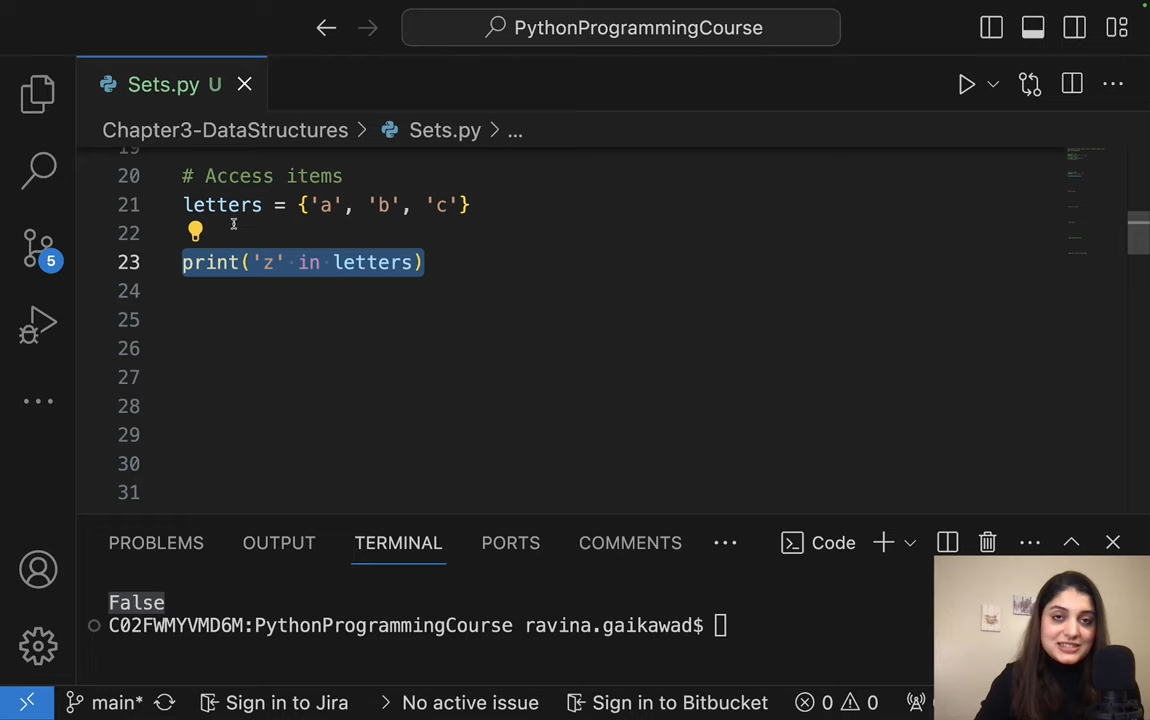 PythonProgrammingCourse
Sets.py U
Chapter3-DataStructures > Sets.py > ...
19
20 # Access items
21 letters = {'a', 'b', 'c'}
22
23 print('z' in letters)
24
25
26
27
28
29
30
31
PROBLEMS OUTPUT TERMINAL PORTS COMMENTS ... Code
False
C02FWMYVMD6M:PythonProgrammingCourse ravina.gaikawad$
5
main* Sign in to Jira No active issue Sign in to Bitbucket 0 0